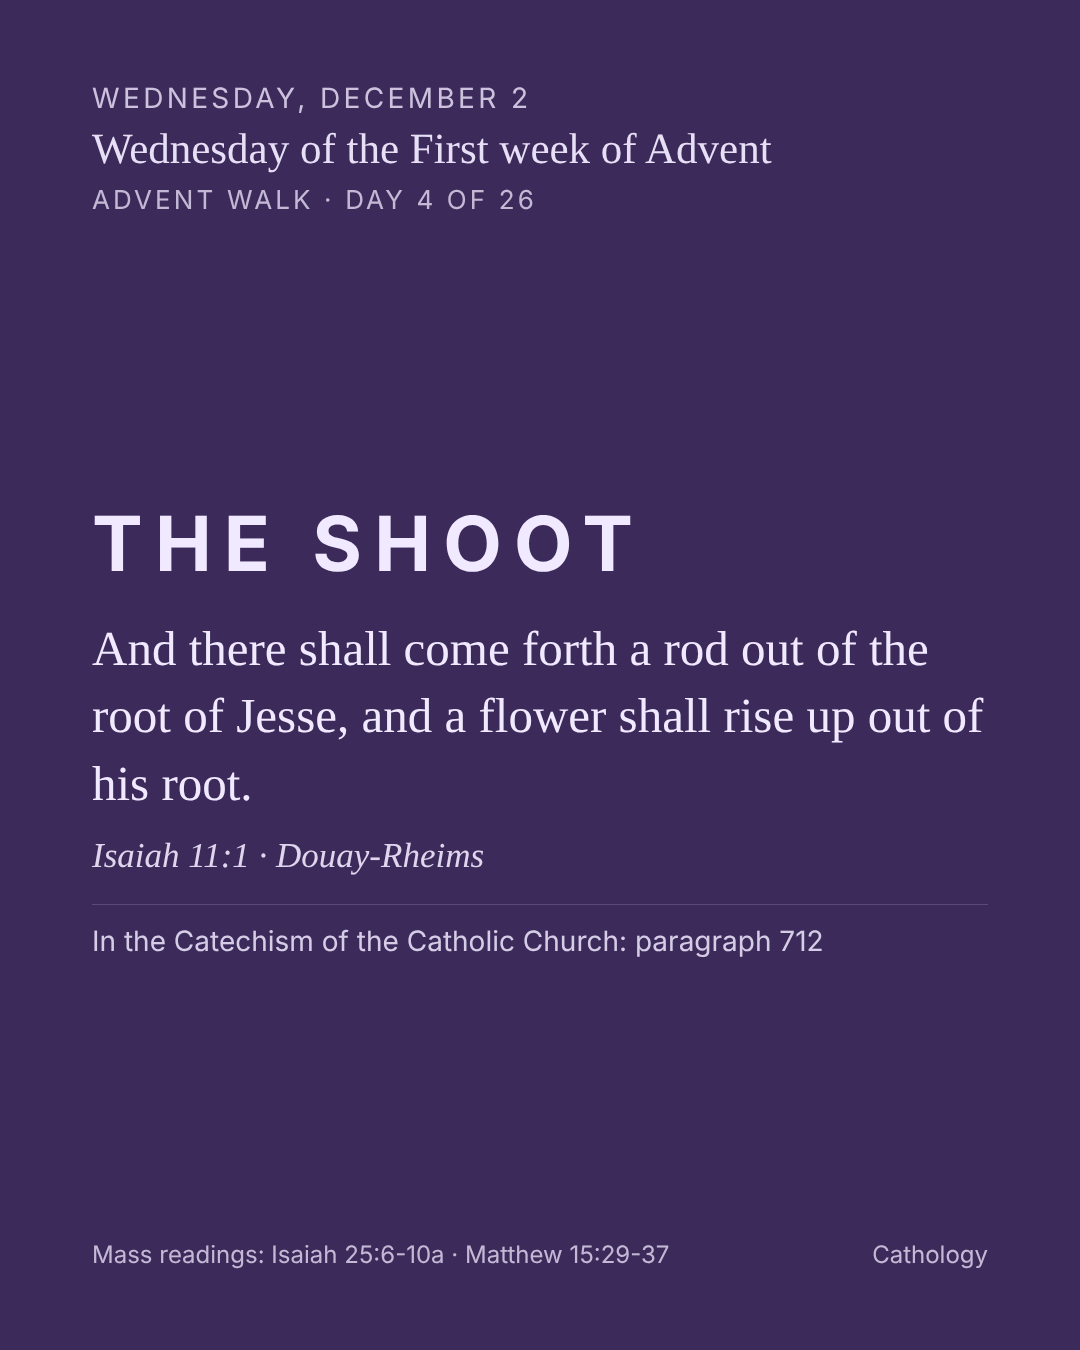 WEDNESDAY, DECEMBER 2
Wednesday of the First week of Advent
ADVENT WALK · DAY 4 OF 26
THE SHOOT
And there shall come forth a rod out of the
root of Jesse, and a flower shall rise up out of
his root.
Isaiah 11:1 · Douay-Rheims
In the Catechism of the Catholic Church: paragraph 712
Mass readings: Isaiah 25:6-10a · Matthew 15:29-37
Cathology